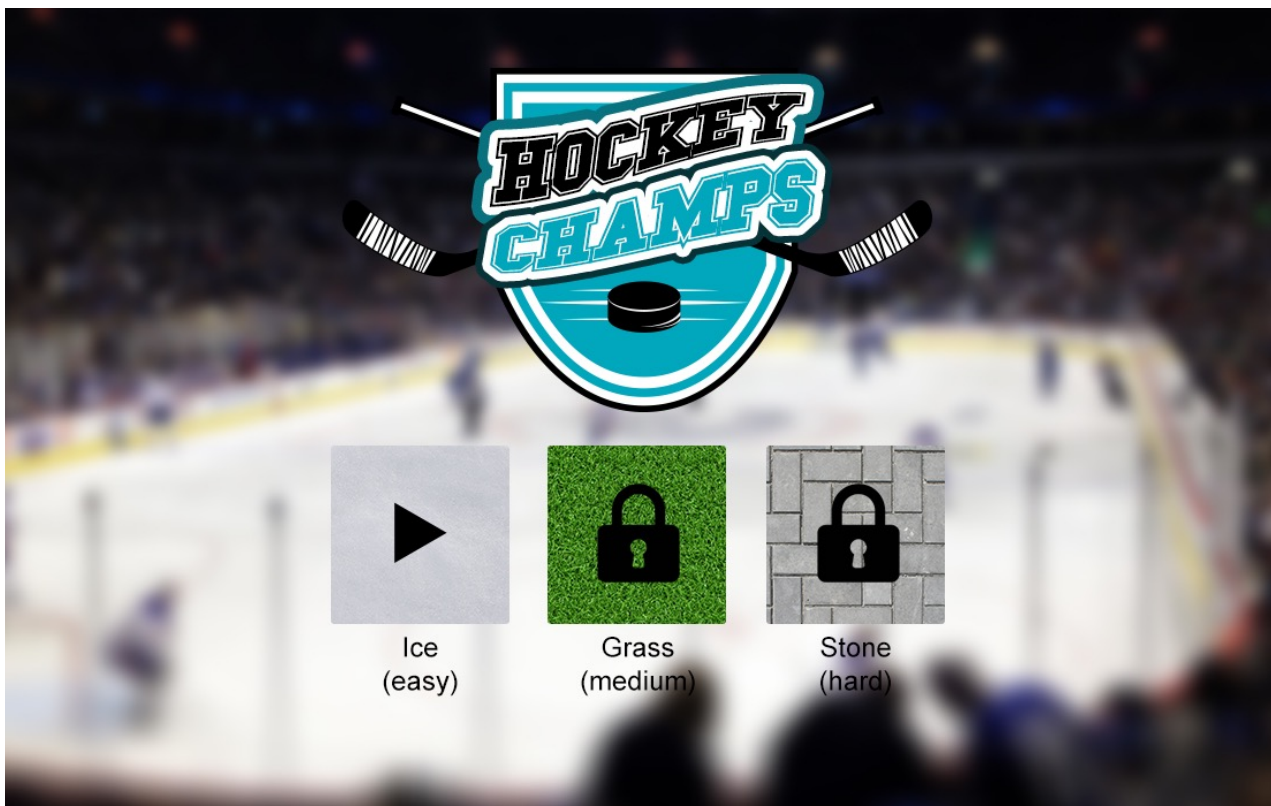 HOCKEY
CHAMPS
Ice
(easy)
Grass
(medium)
Stone
(hard)